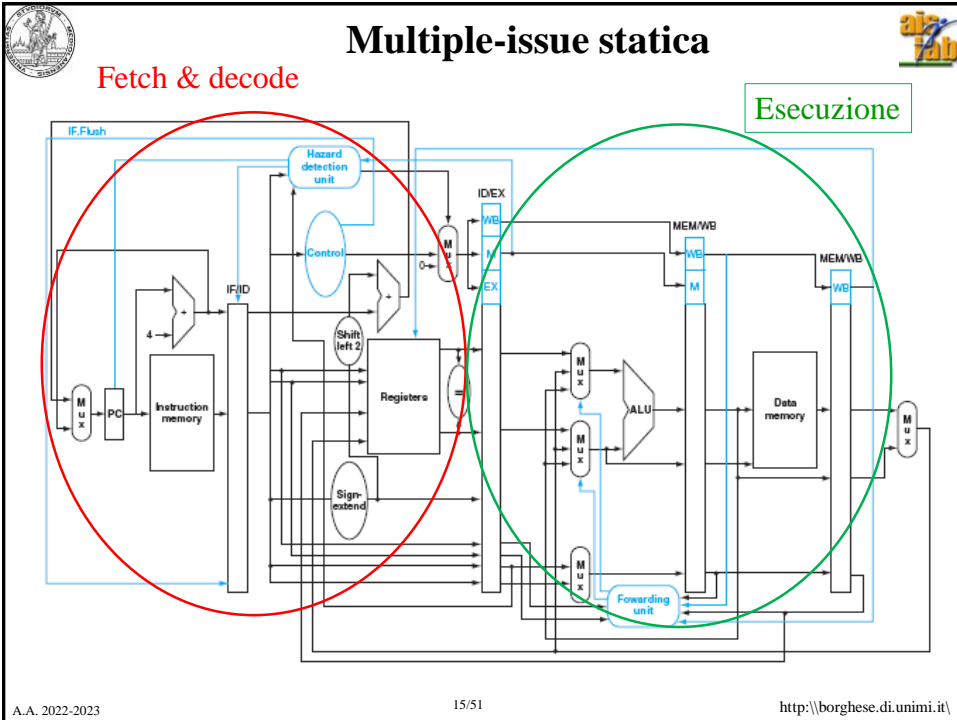 Multiple-issue statica
Fetch & decode
Esecuzione
IF.Flush
Hazard
detection
unit
ID/EX
WB
M
EX
Control
M
u
x
0
MEM/WB
WB
M
MEM/WB
WB
IF/ID
+
4
+
Shift
left 2
M
u
x
PC
Instruction
memory
Registers
=
Sign-
extend
M
u
x
M
u
x
ALU
Data
memory
M
u
x
M
u
x
Fowarding
unit
A.A. 2022-2023
15/51
http:\\borghese.di.unimi.it\